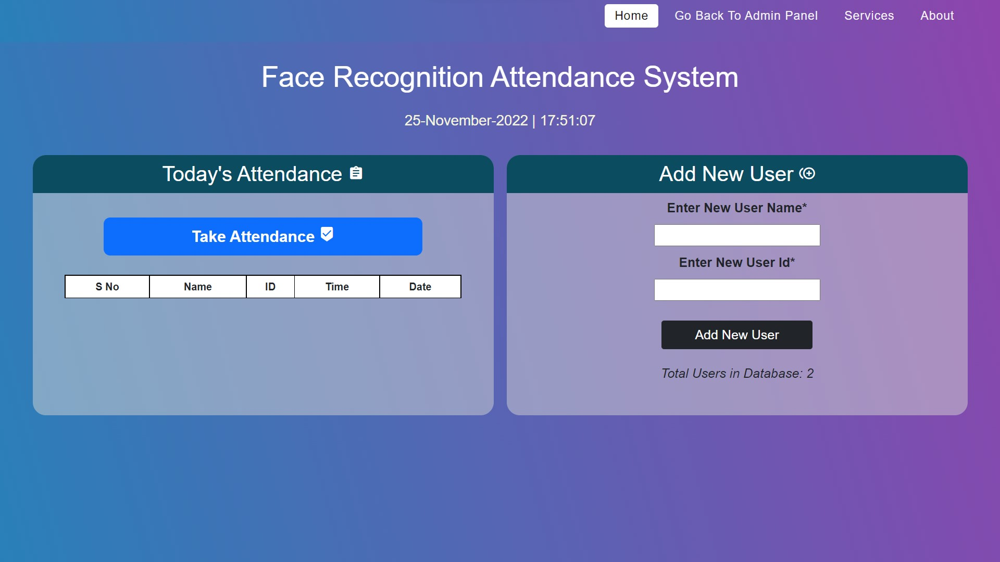 Home Go Back To Admin Panel Services About
Face Recognition Attendance System
25-November-2022 | 17:51:07
Today's Attendance
Take Attendance
S No Name ID Time Date
Add New User
Enter New User Name*
Enter New User Id*
Add New User
Total Users in Database: 2